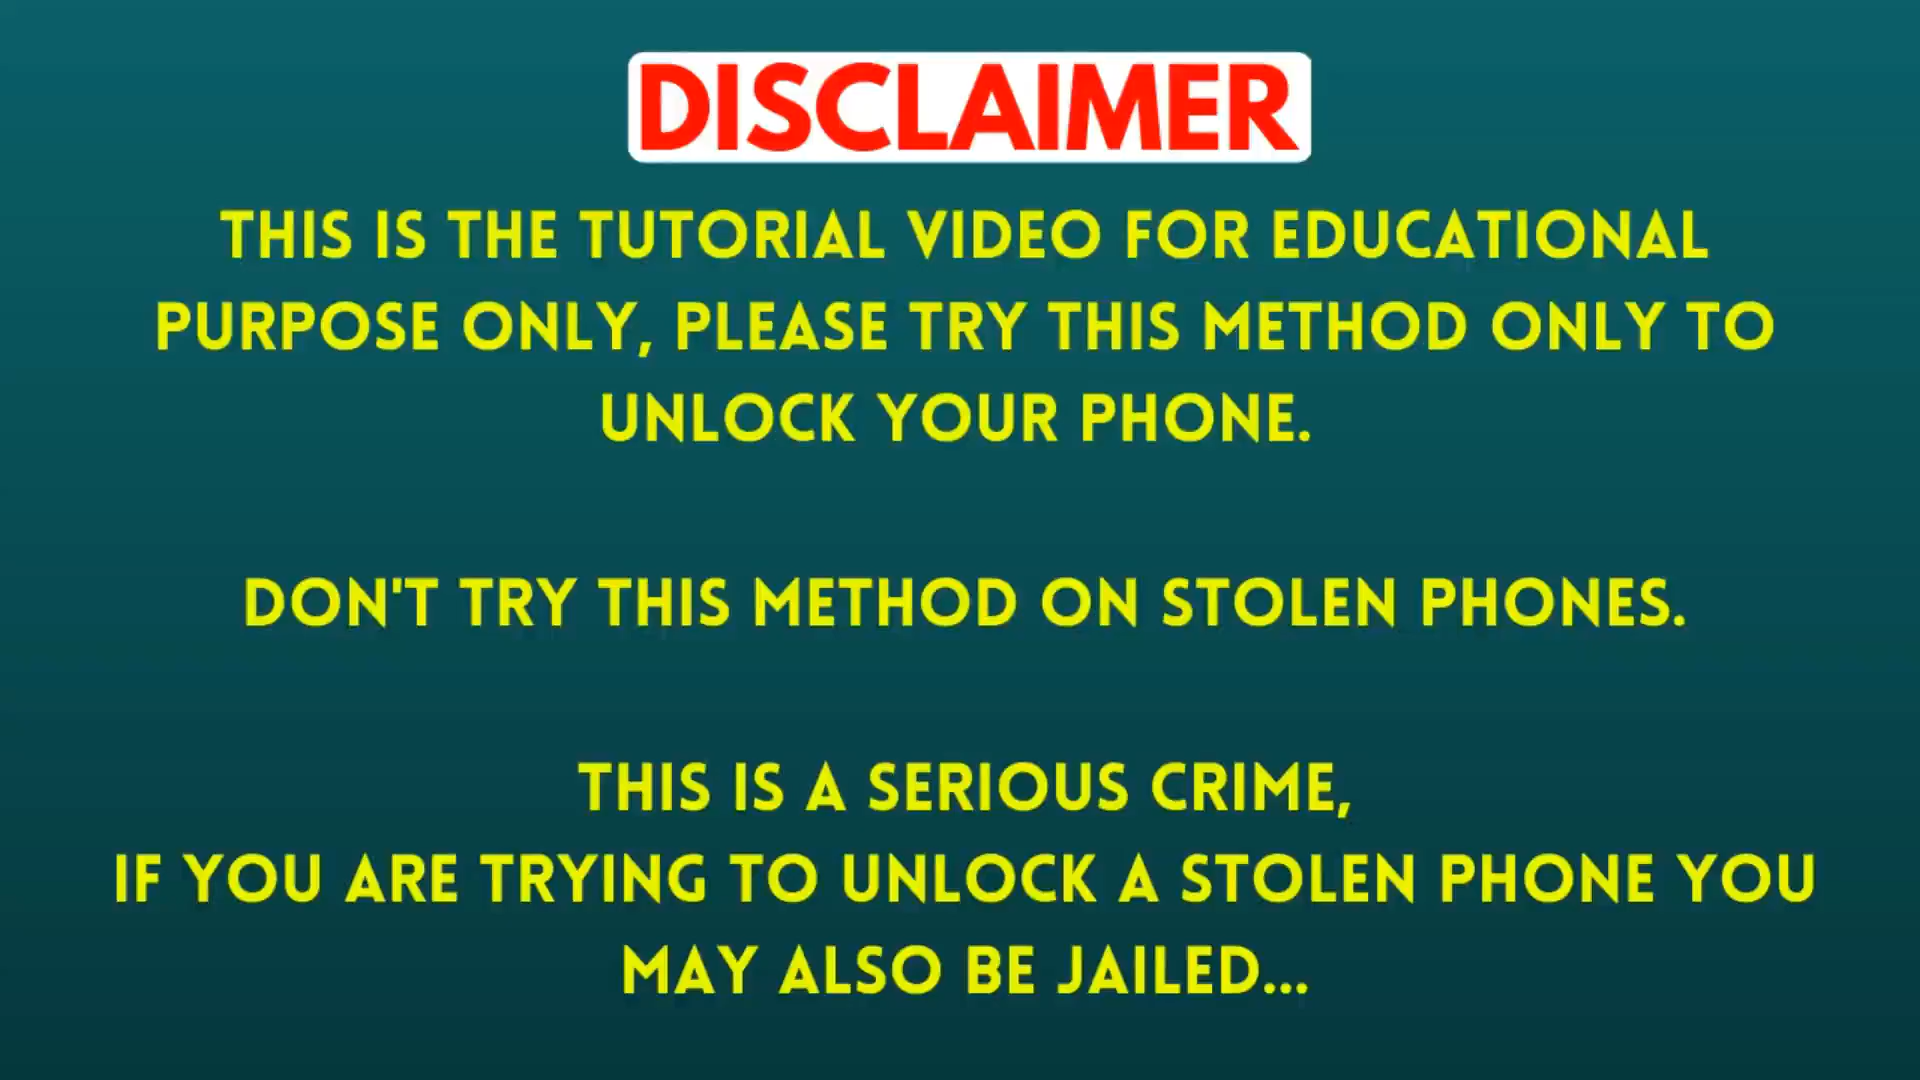 DISCLAIMER
THIS IS THE TUTORIAL VIDEO FOR EDUCATIONAL
PURPOSE ONLY, PLEASE TRY THIS METHOD ONLY TO
UNLOCK YOUR PHONE.
DON'T TRY THIS METHOD ON STOLEN PHONES.
THIS IS A SERIOUS CRIME,
IF YOU ARE TRYING TO UNLOCK A STOLEN PHONE YOU
MAY ALSO BE JAILED...